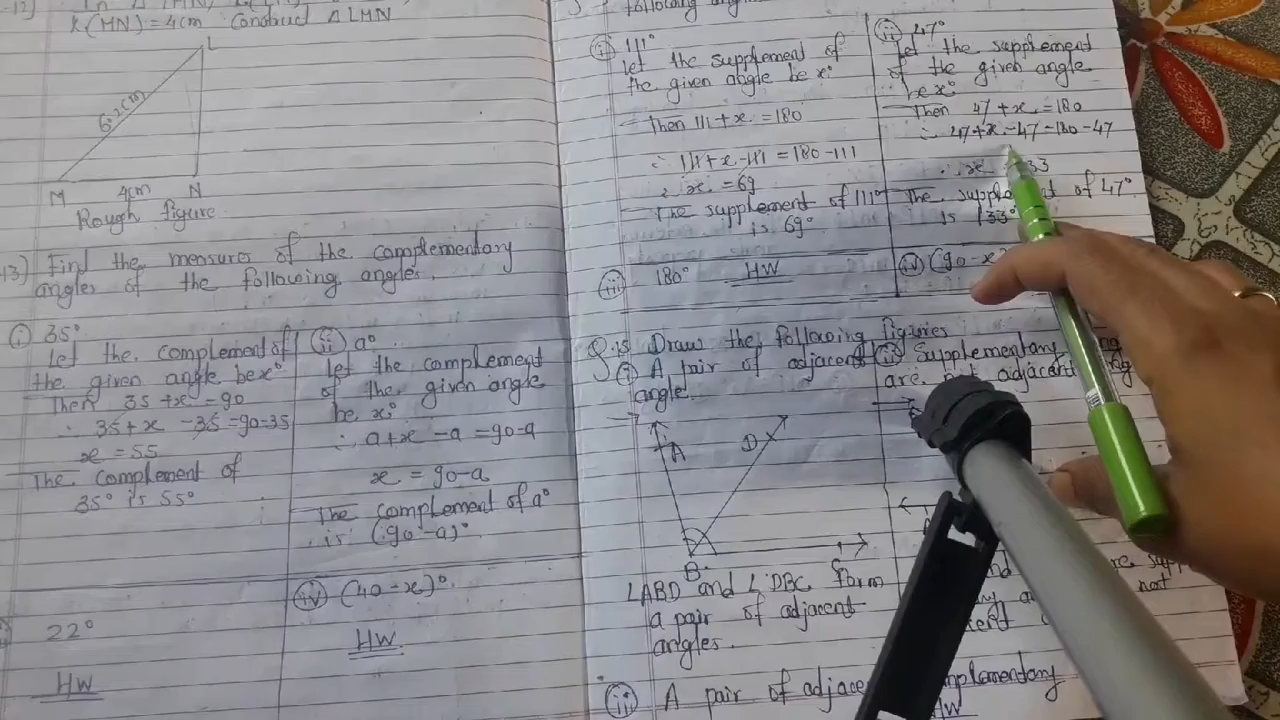 l(MN) = 4cm Construct Δ LMN
L
6.2cm
M 4cm N
Rough figure
13) Find the measures of the complementary
angles of the following angles.
(i) 35°
Let the complement of
the given angle be x°
Then 35 + x = 90
∴ 35 + x - 35 = 90-35
x = 55
The complement of
35° is 55°
(ii) a°
Let the complement
of the given angle
be x°
∴ a + x - a = 90-a
x = 90-a
The complement of a°
is (90-a)°
22°
HW
(iv) (40-x)°
HW
following
(i) 111°
Let the supplement of
the given angle be x°
Then 111 + x = 180
∴ 111 + x - 111 = 180-111
∴ x = 69
The supplement of 111°
is 69°
(ii) 47°
Let the supplement
of the given angle
be x°
Then 47 + x = 180
∴ 47 + x - 47 = 180 - 47
∴ x 33
The of 47°
is 133°
(iii) 180° HW
(iv) (90-x
Q.15 Draw the following figures
(i) A pair of adjacent
angle.
A
D
B
C
∠ABD and ∠DBC form
a pair of adjacent
angles.
(ii) Supplementary
are not adjacent
not
(iii) A pair of
HW